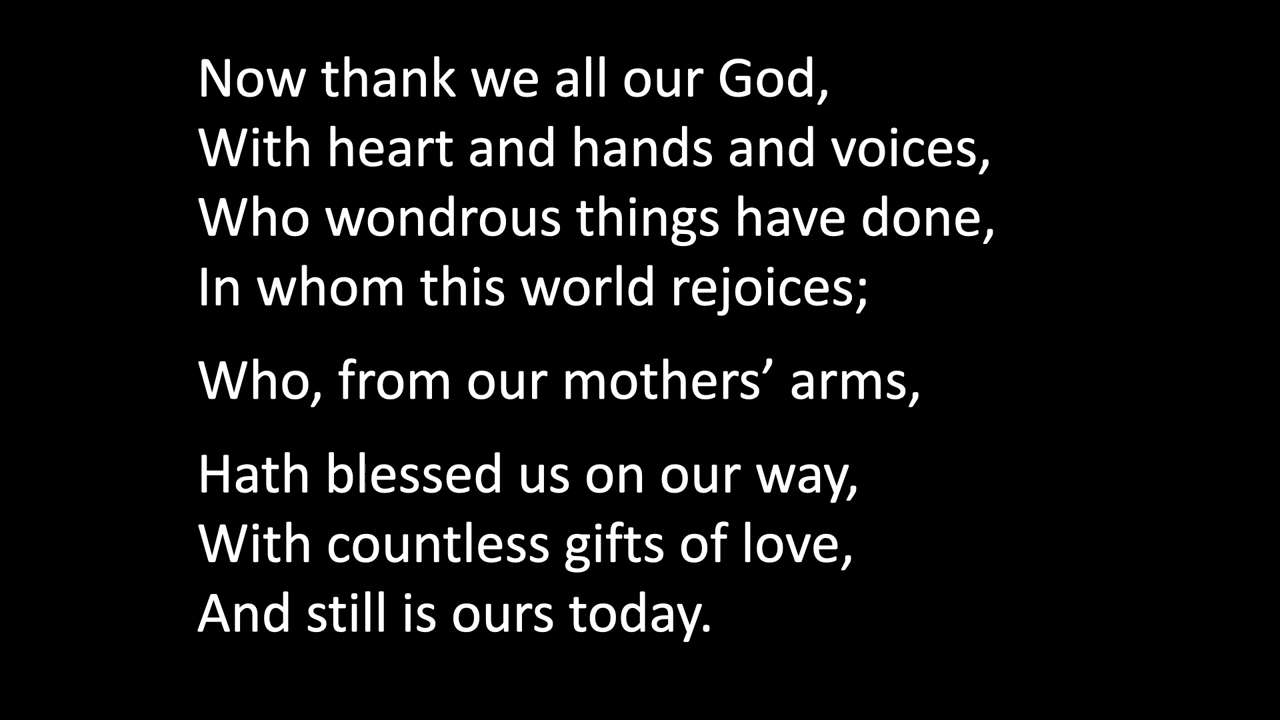 Now thank we all our God,
With heart and hands and voices,
Who wondrous things have done,
In whom this world rejoices;
Who, from our mothers’ arms,
Hath blessed us on our way,
With countless gifts of love,
And still is ours today.